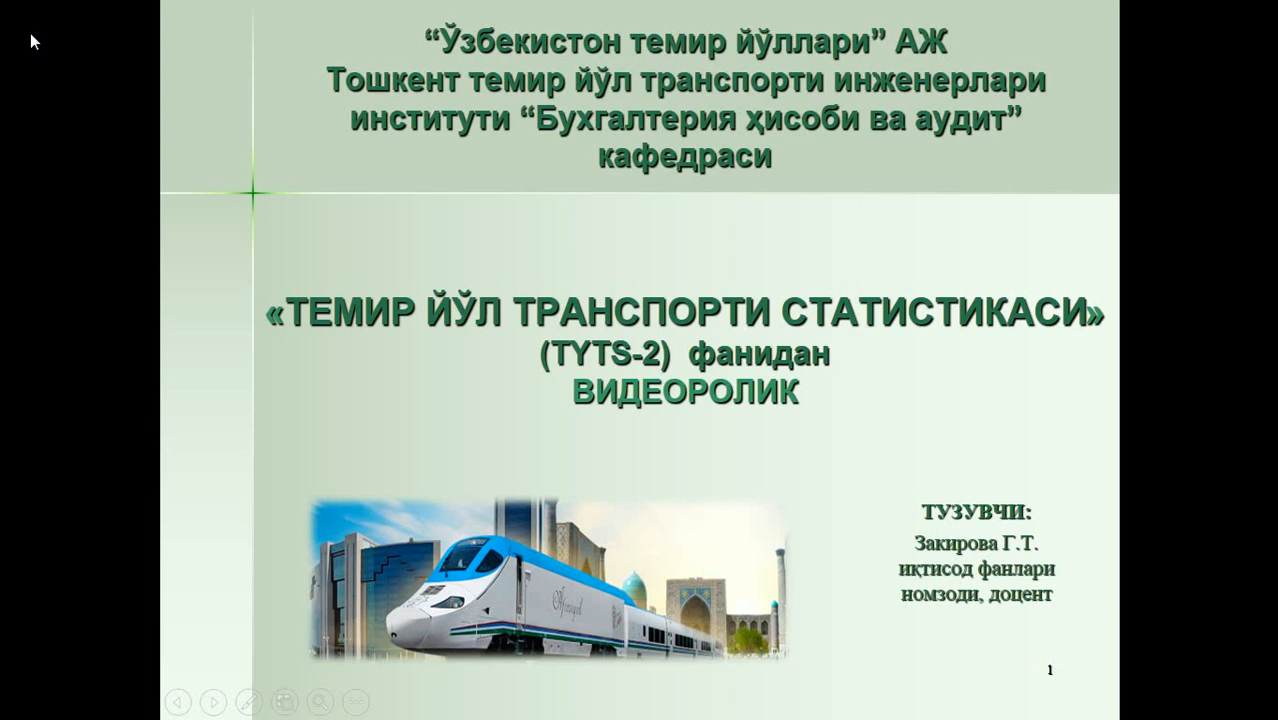 “Ўзбекистон темир йўллари” АЖ
Тошкент темир йўл транспорти инженерлари
институти “Бухгалтерия ҳисоби ва аудит”
кафедраси
«ТЕМИР ЙЎЛ ТРАНСПОРТИ СТАТИСТИКАСИ»
(TYTS-2) фанидан
ВИДЕОРОЛИК
ТУЗУВЧИ:
Закирова Г.Т.
иқтисод фанлари
номзоди, доцент
Afrosiyob
1